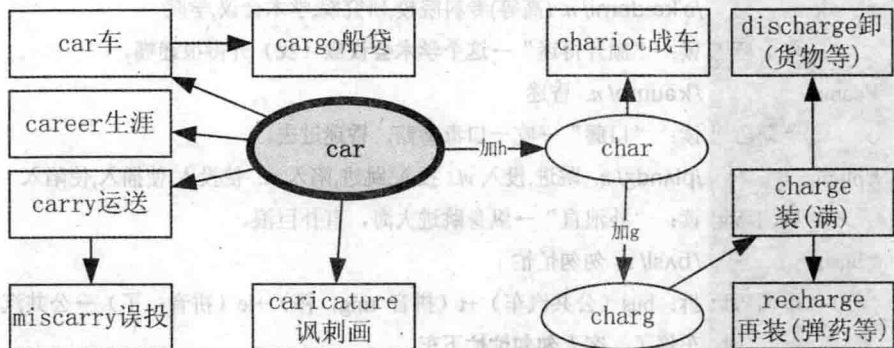 car车
cargo船贷
chariot战车
discharge卸
(货物等)
career生涯
car
加h
char
carry运送
charge
装(满)
加g
miscarry误投
caricature
讽刺画
charg
recharge
再装(弹药等)